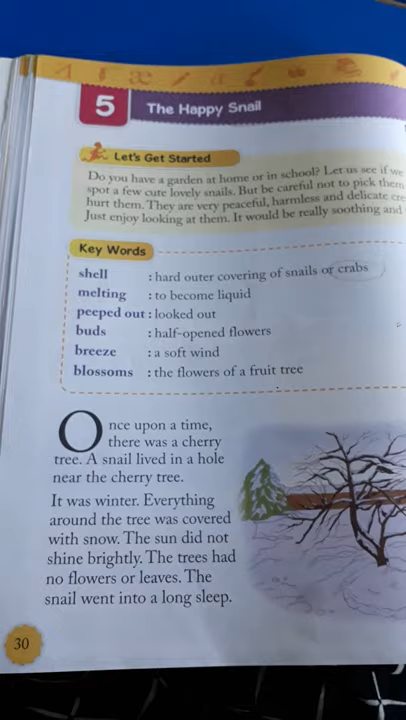 5 The Happy Snail
Let's Get Started
Do you have a garden at home or in school? Let us see if we
spot a few cute lovely snails. But be careful not to pick them
hurt them. They are very peaceful, harmless and delicate cre
Just enjoy looking at them. It would be really soothing and
Key Words
shell : hard outer covering of snails or crabs
melting : to become liquid
peeped out : looked out
buds : half-opened flowers
breeze : a soft wind
blossoms : the flowers of a fruit tree
Once upon a time,
there was a cherry
tree. A snail lived in a hole
near the cherry tree.
It was winter. Everything
around the tree was covered
with snow. The sun did not
shine brightly. The trees had
no flowers or leaves. The
snail went into a long sleep.
30